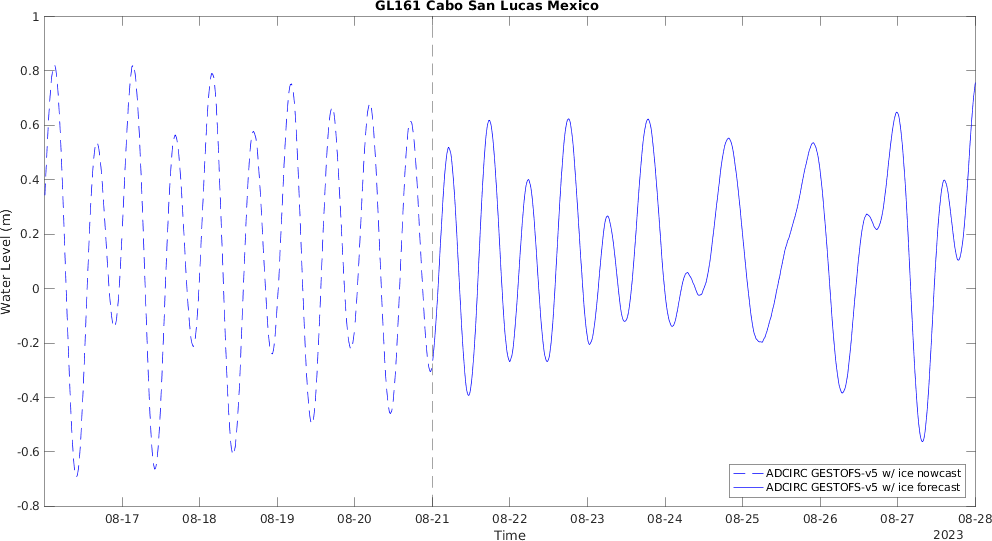 GL161 Cabo San Lucas Mexico
1
0.8
0.6
0.4
0.2
0
-0.2
-0.4
-0.6
-0.8
Water Level (m)
ADCIRC GESTOFS-v5 w/ ice nowcast
ADCIRC GESTOFS-v5 w/ ice forecast
08-17 08-18 08-19 08-20 08-21 08-22 08-23 08-24 08-25 08-26 08-27 08-28
Time
2023